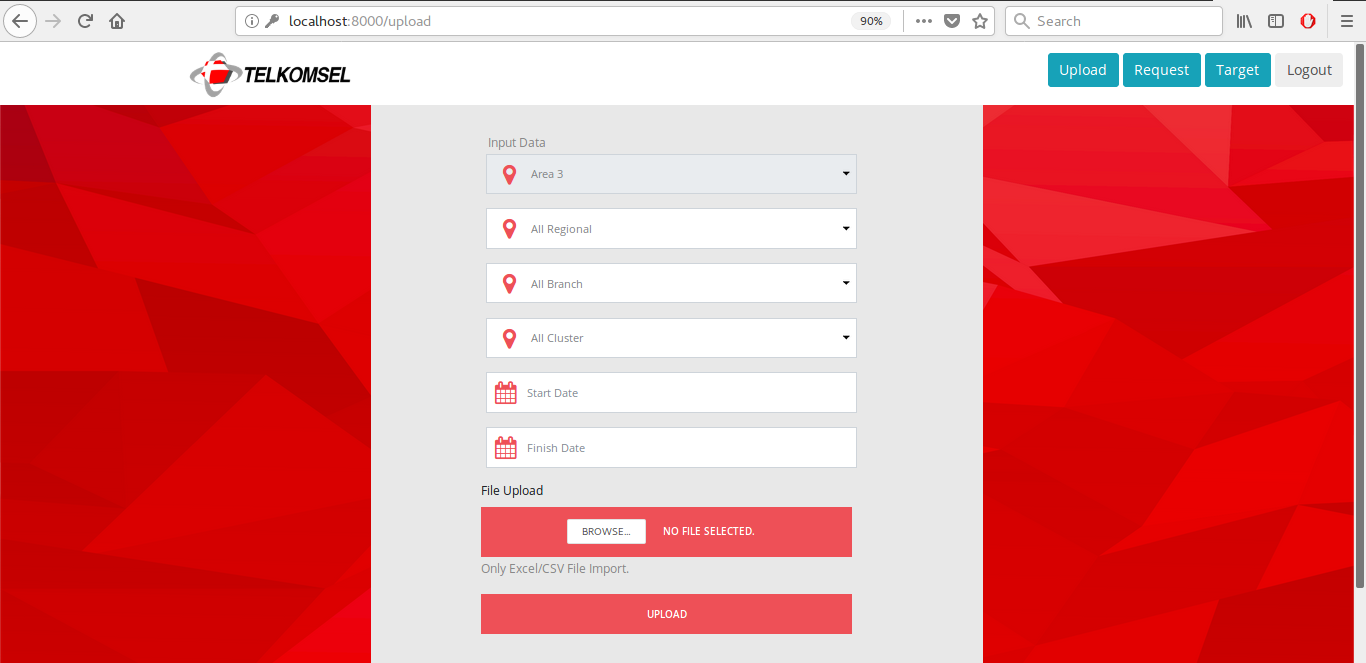 localhost:8000/upload
90%
Search
TELKOMSEL
Upload
Request
Target
Logout
Input Data
Area 3
All Regional
All Branch
All Cluster
Start Date
Finish Date
File Upload
BROWSE... NO FILE SELECTED.
Only Excel/CSV File Import.
UPLOAD